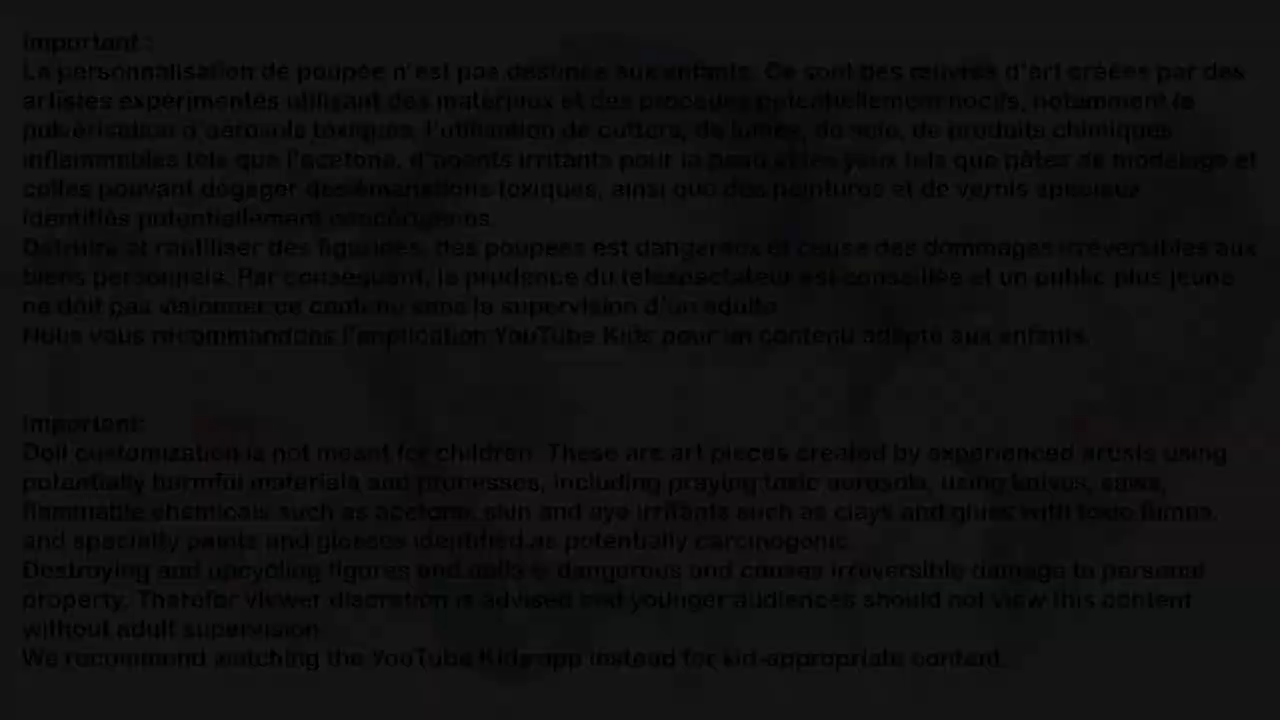 Important :
La personnalisation de poupée n'est pas destinée aux enfants. Ce sont des œuvres d'art créées par des
artistes expérimentés utilisant des matériaux et des procédés potentiellement nocifs, notamment la
pulvérisation d'aérosols toxiques, l'utilisation de cutters, de lames, de scie, de produits chimiques
inflammables tels que l'acétone, d'agents irritants pour la peau et les yeux tels que pâtes de modelage et
colles pouvant dégager des émanations toxiques, ainsi que des peintures et de vernis spéciaux
identifiés potentiellement cancérigènes.
Détruire et réutiliser des figurines, des poupées est dangereux et cause des dommages irréversibles aux
biens personnels. Par conséquent, la prudence du téléspectateur est conseillée et un public plus jeune
ne doit pas visionner ce contenu sans la supervision d'un adulte.
Nous vous recommandons l'application YouTube Kids pour un contenu adapté aux enfants.
Important:
Doll customization is not meant for children. These are art pieces created by experienced artists using
potentially harmful materials and processes, including praying toxic aerosols, using knives, saws,
flammable chemicals such as acetone, skin and eye irritants such as clays and glues with toxic fumes,
and specialty paints and glosses identified as potentially carcinogenic.
Destroying and upcycling figures and dolls is dangerous and causes irreversible damage to personal
property. Therefor viewer discretion is advised and younger audiences should not view this content
without adult supervision.
We recommend watching the YouTube Kids app instead for kid-appropriate content.